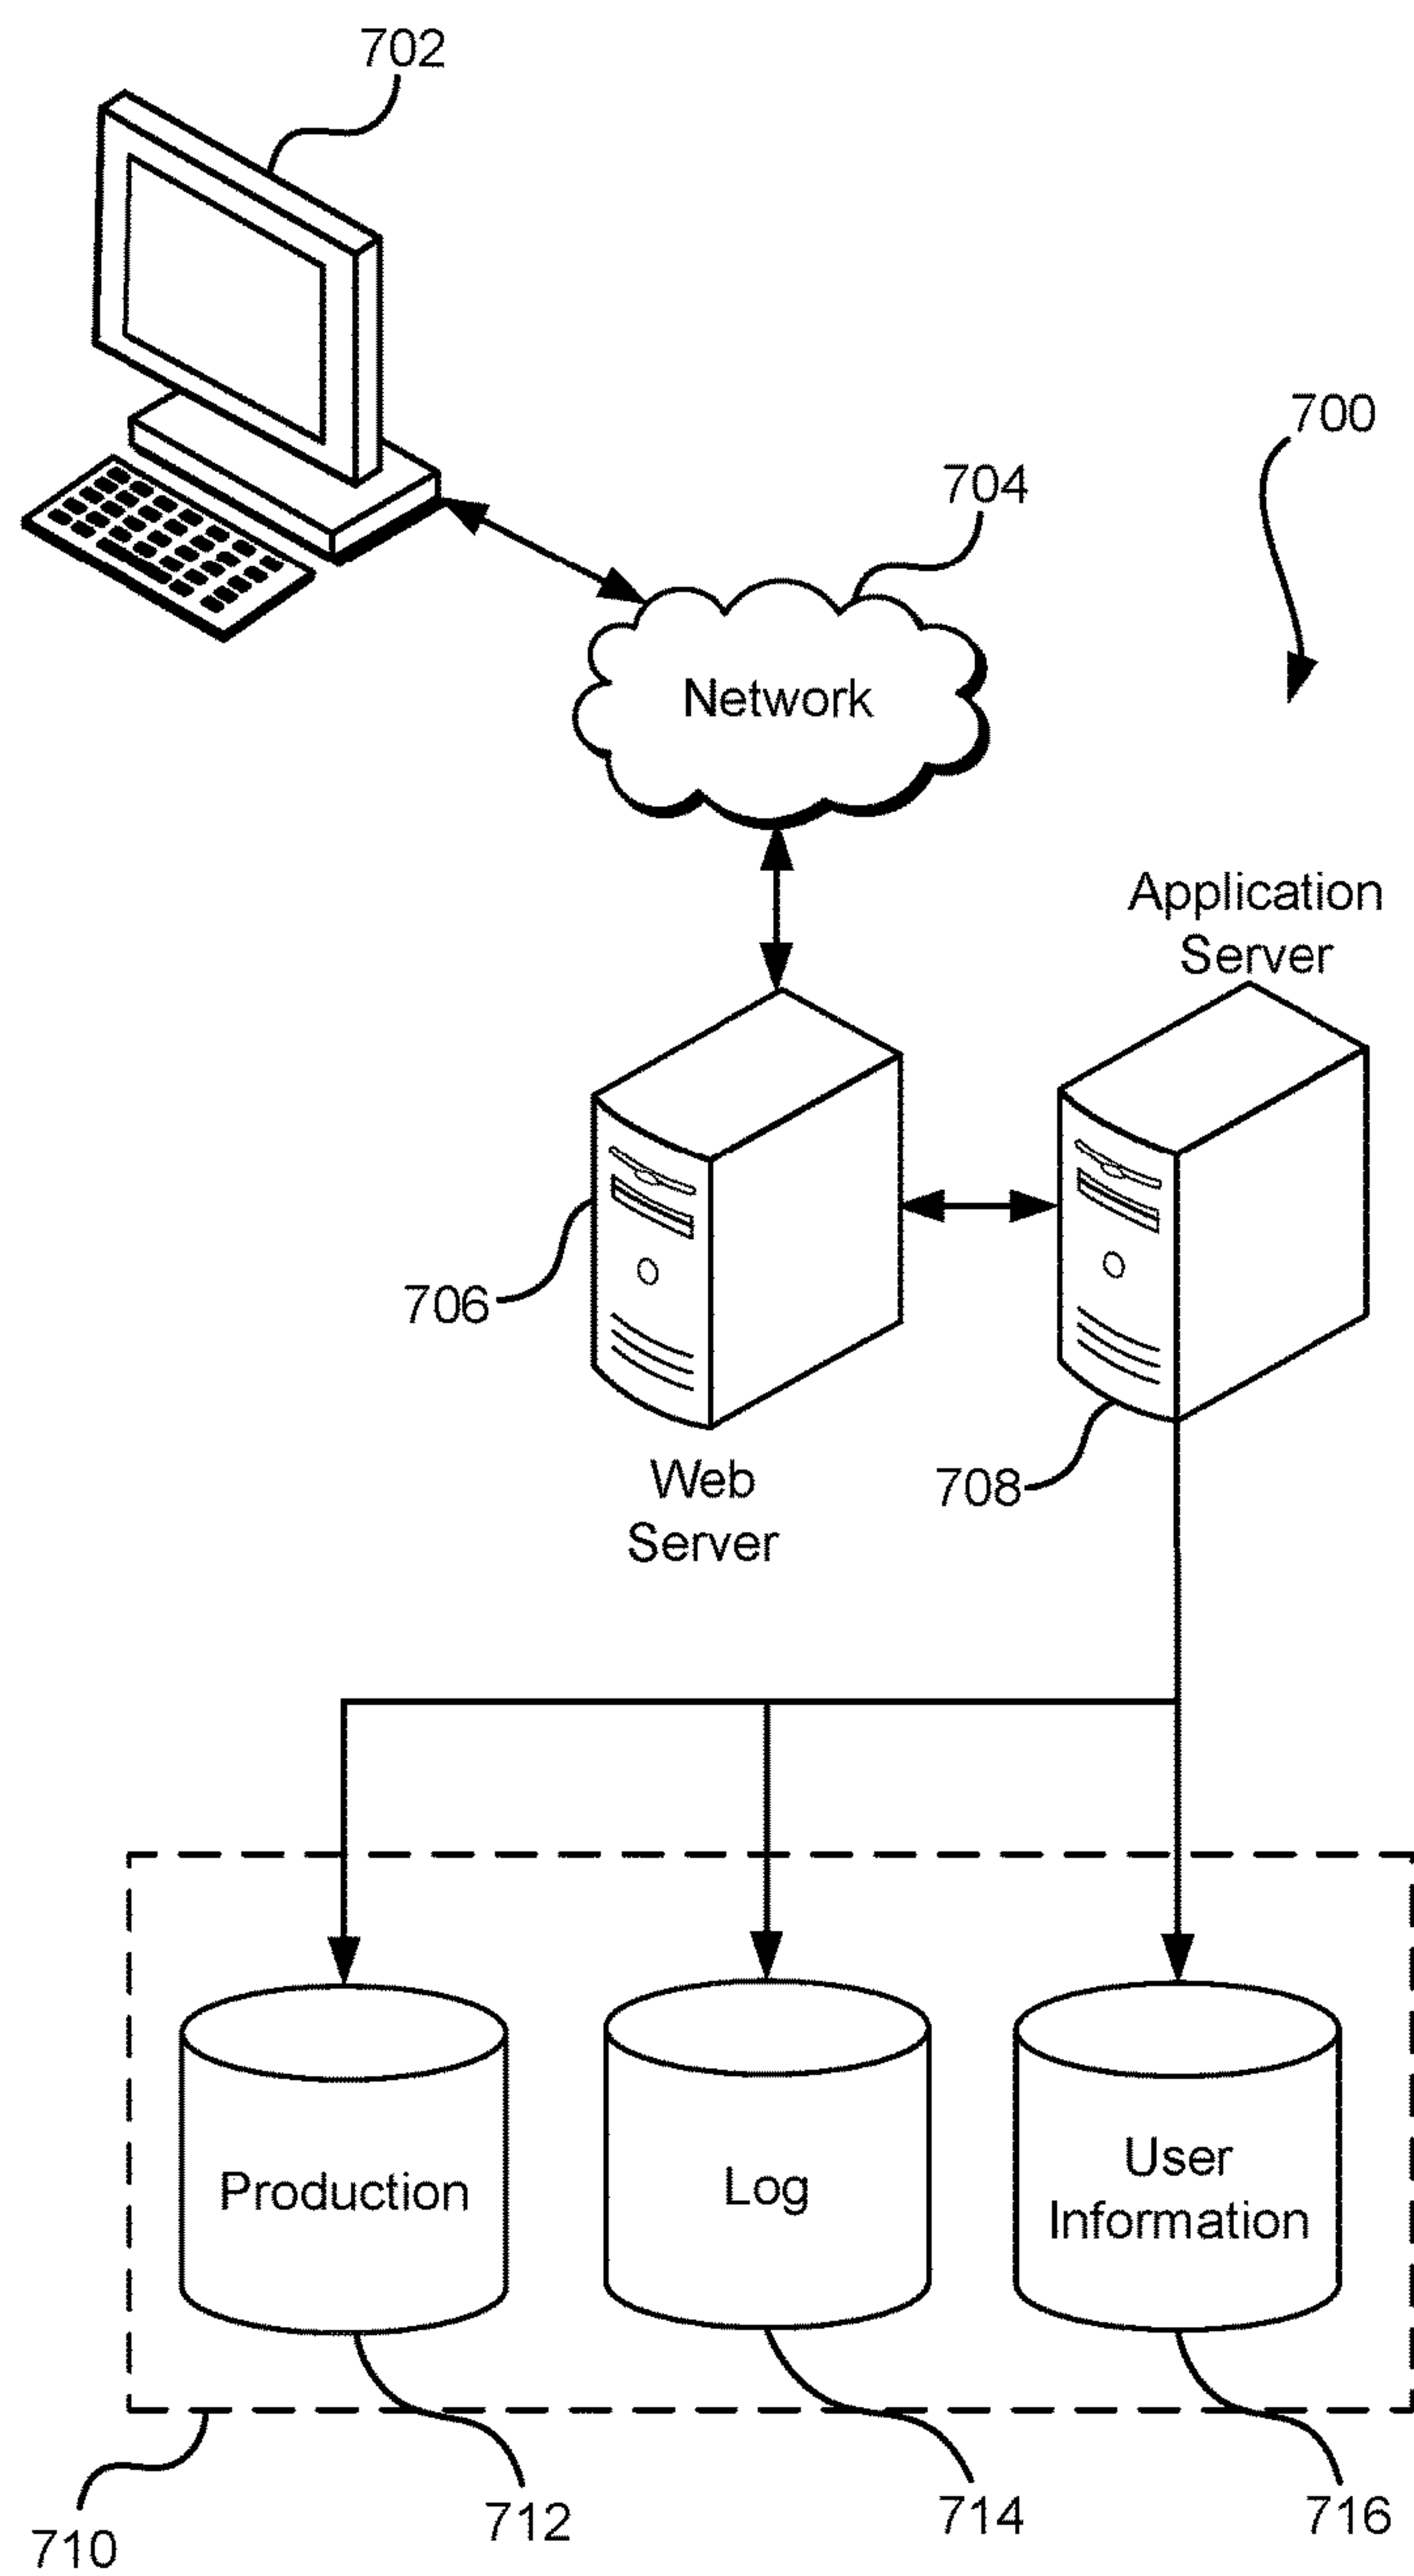 702
700
704
Network
Application
Server
706
708
Web
Server
Production
Log
User
Information
710
712
714
716